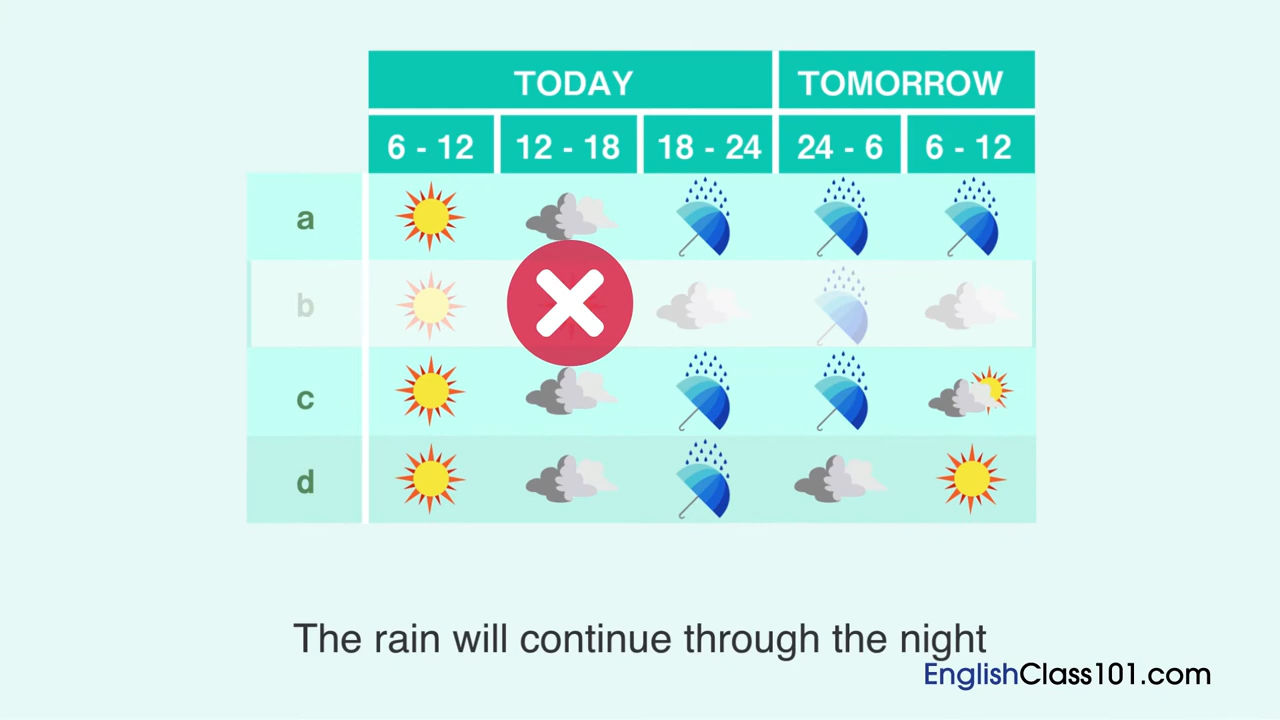 TODAY TOMORROW
6 - 12 12 - 18 18 - 24 24 - 6 6 - 12
a
b
c
d
The rain will continue through the night
EnglishClass101.com